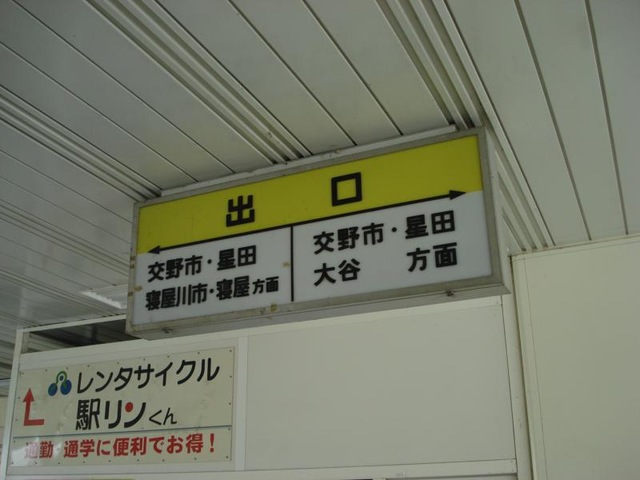 出口
交野市・星田
寝屋川市・寝屋方面
交野市・星田
大谷 方面
レンタサイクル
駅リンくん
通勤 通学に便利でお得！